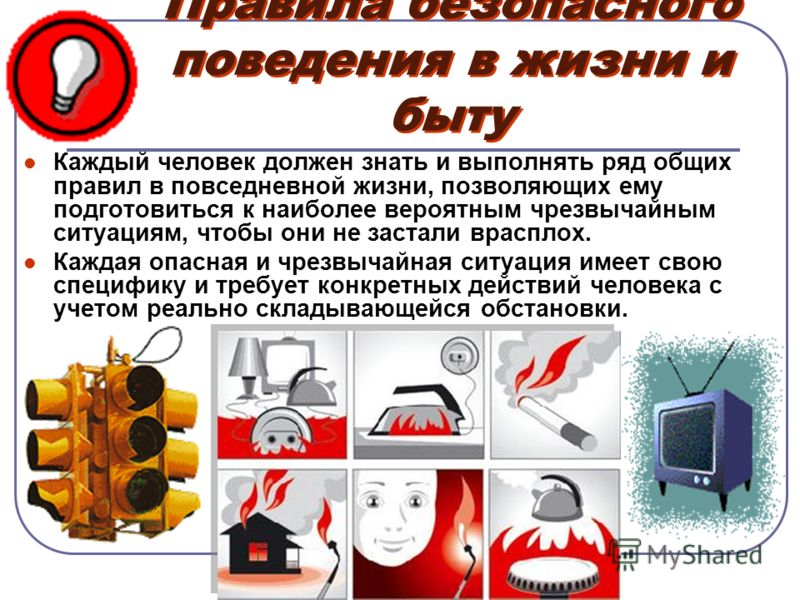 Правила безопасного
поведения в жизни и
быту
Каждый человек должен знать и выполнять ряд общих
правил в повседневной жизни, позволяющих ему
подготовиться к наиболее вероятным чрезвычайным
ситуациям, чтобы они не застали врасплох.
Каждая опасная и чрезвычайная ситуация имеет свою
специфику и требует конкретных действий человека с
учетом реально складывающейся обстановки.
MyShared